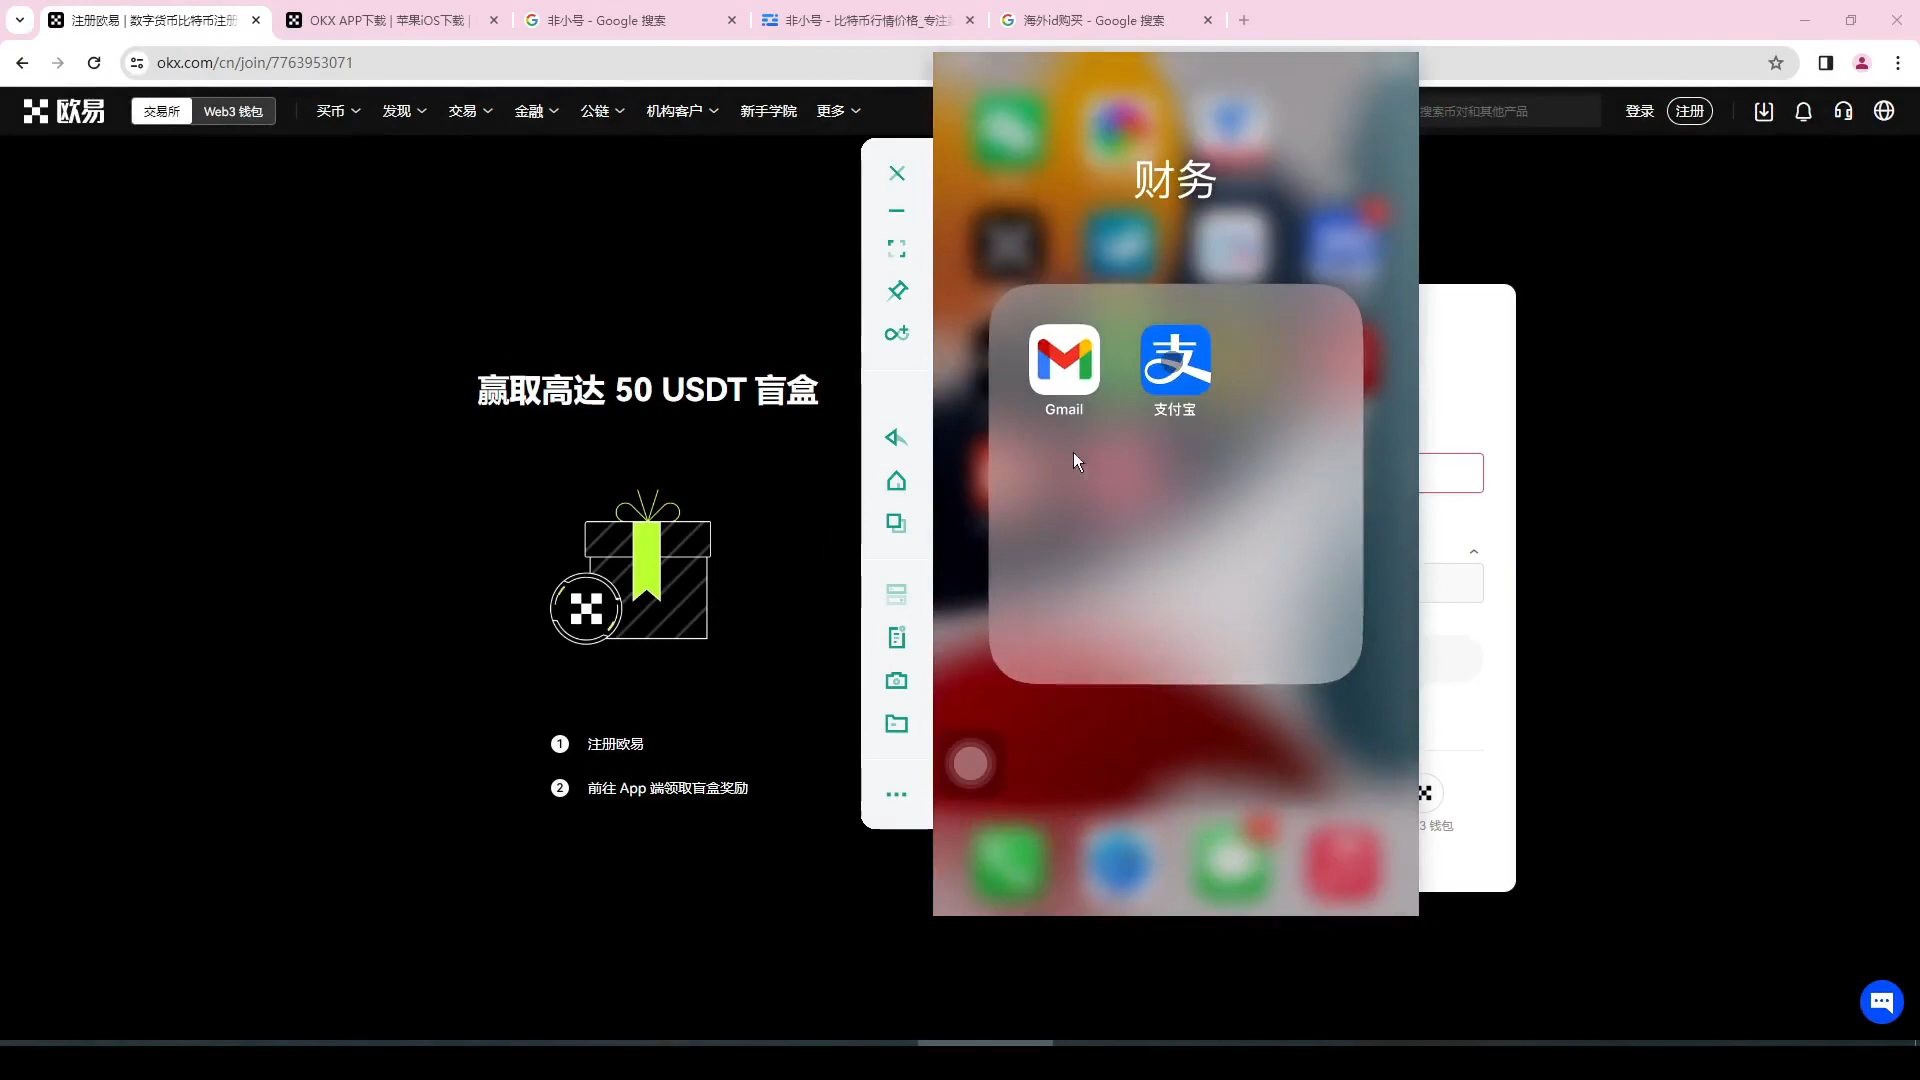 注册欧易 | 数字货币比特币注册
OKX APP下载 | 苹果iOS下载 |
非小号 - Google 搜索
非小号 - 比特币行情价格_专注
海外id购买 - Google 搜索
okx.com/cn/join/7763953071
欧易
交易所
Web3 钱包
买币
发现
交易
金融
公链
机构客户
新手学院
更多
搜索币对和其他产品
登录
注册
财务
Gmail
支付宝
赢取高达 50 USDT 盲盒
1 注册欧易
2 前往 App 端领取盲盒奖励
3 钱包